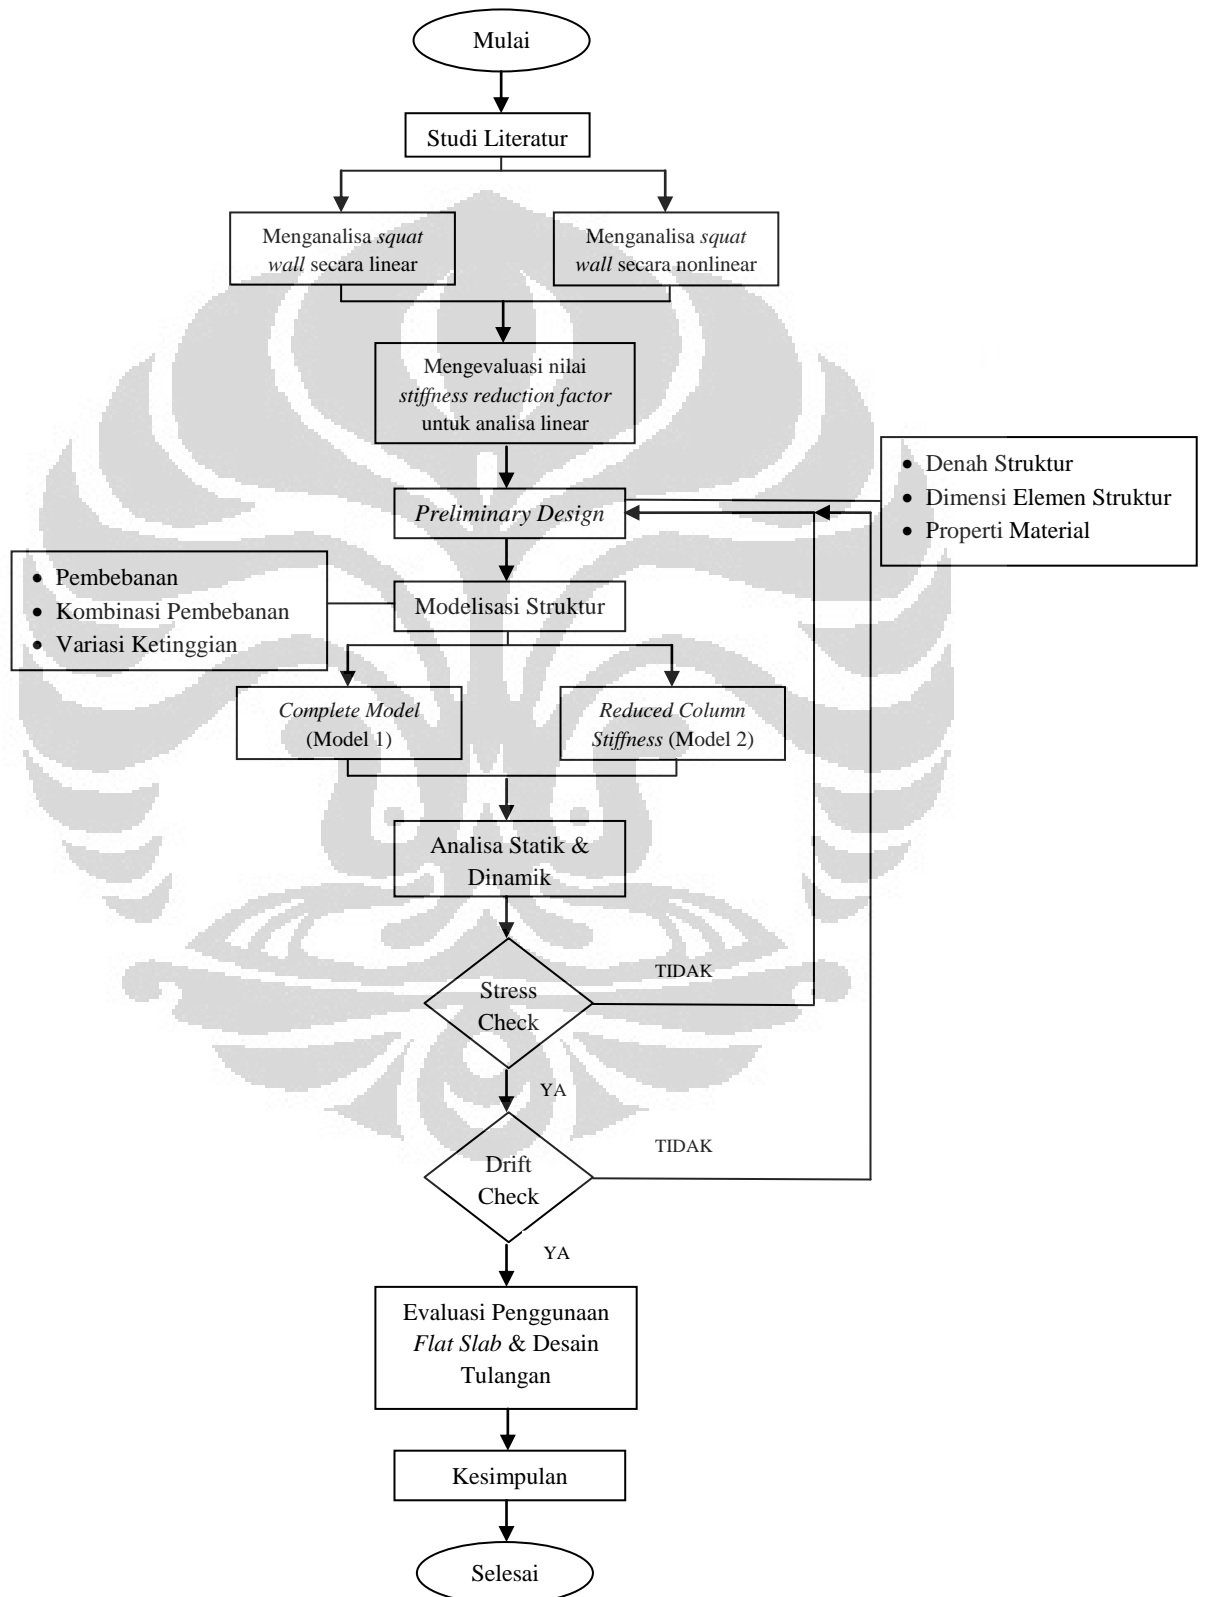 Mulai
Studi Literatur
Menganalisa squat
wall secara linear
Menganalisa squat
wall secara nonlinear
Mengevaluasi nilai
stiffness reduction factor
untuk analisa linear
• Denah Struktur
• Dimensi Elemen Struktur
• Properti Material
Preliminary Design
• Pembebanan
• Kombinasi Pembebanan
• Variasi Ketinggian
Modelisasi Struktur
Complete Model
(Model 1)
Reduced Column
Stiffness (Model 2)
Analisa Statik &
Dinamik
Stress
Check
TIDAK
YA
Drift
Check
TIDAK
YA
Evaluasi Penggunaan
Flat Slab & Desain
Tulangan
Kesimpulan
Selesai